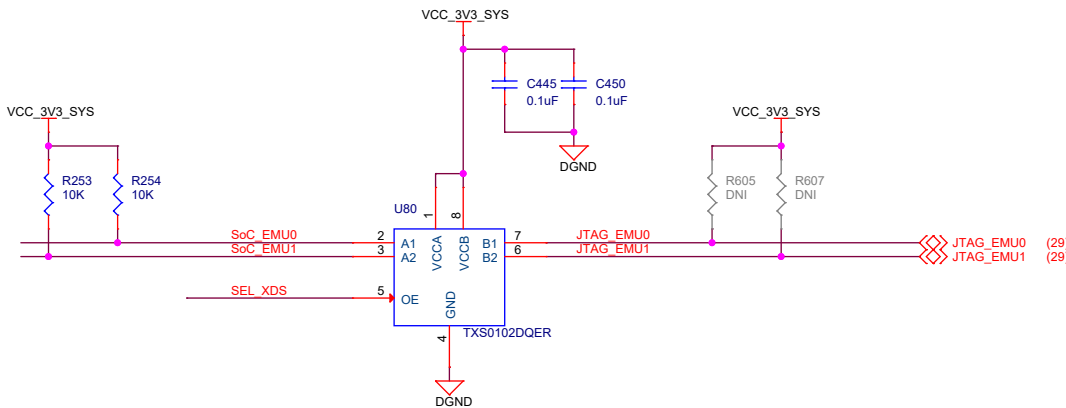 VCC_3V3_SYS
C445
0.1uF
C450
0.1uF
DGND
VCC_3V3_SYS
R253
10K
R254
10K
VCC_3V3_SYS
R605
DNI
R607
DNI
U80
1
8
VCCA
VCCB
SoC_EMU0
2
A1
SoC_EMU1
3
A2
B1
7
JTAG_EMU0
B2
6
JTAG_EMU1
JTAG_EMU0 (29)
JTAG_EMU1 (29)
SEL_XDS
5
OE
GND
4
TXS0102DQER
DGND